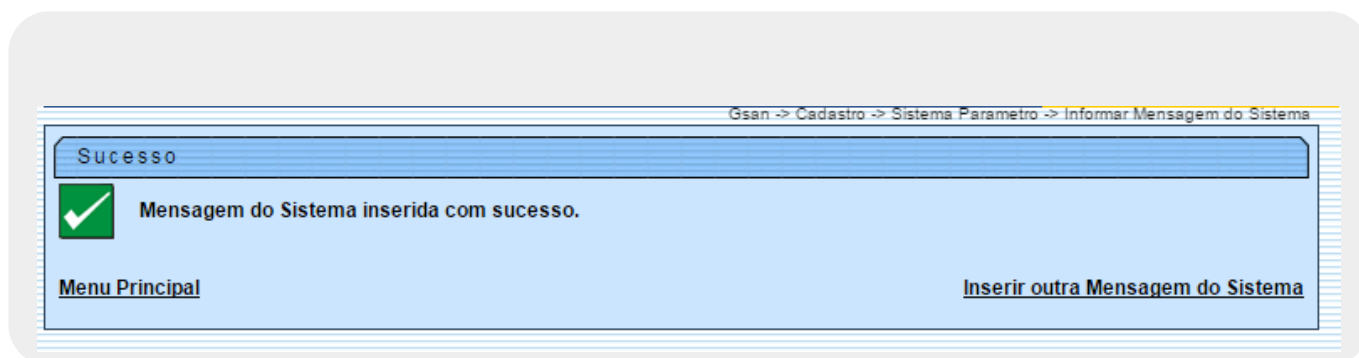 Gsan -> Cadastro -> Sistema Parametro -> Informar Mensagem do Sistema
Sucesso
Mensagem do Sistema inserida com sucesso.
Menu Principal
Inserir outra Mensagem do Sistema